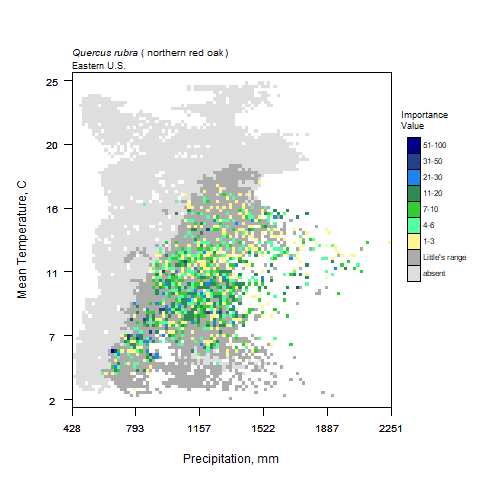 Quercus rubra ( northern red oak )
Eastern U.S.
25
20
16
11
7
2
Mean Temperature, C
428 793 1157 1522 1887 2251
Precipitation, mm
Importance
Value
51-100
31-50
21-30
11-20
7-10
4-6
1-3
Little's range
absent